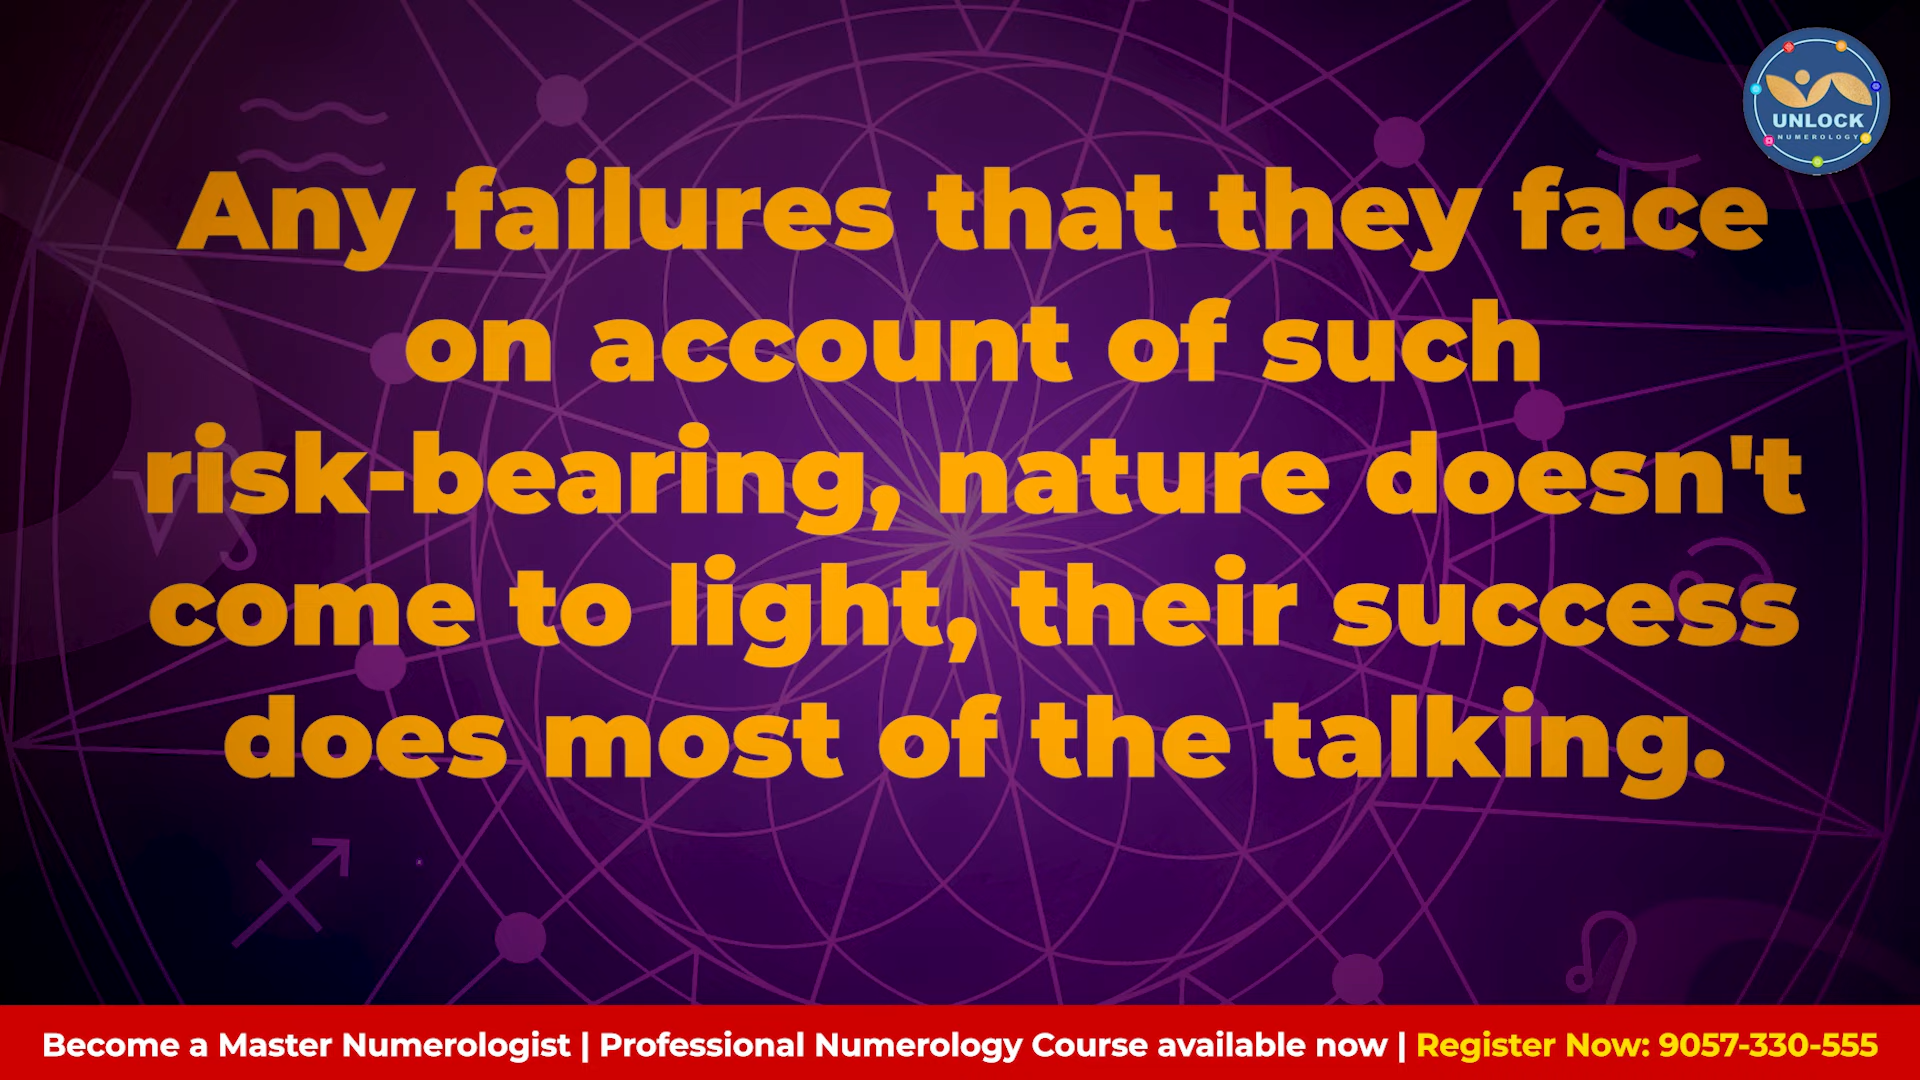 UNLOCK
NUMEROLOGY
Any failures that they face
on account of such
risk-bearing, nature doesn't
come to light, their success
does most of the talking.
Become a Master Numerologist | Professional Numerology Course available now | Register Now: 9057-330-555